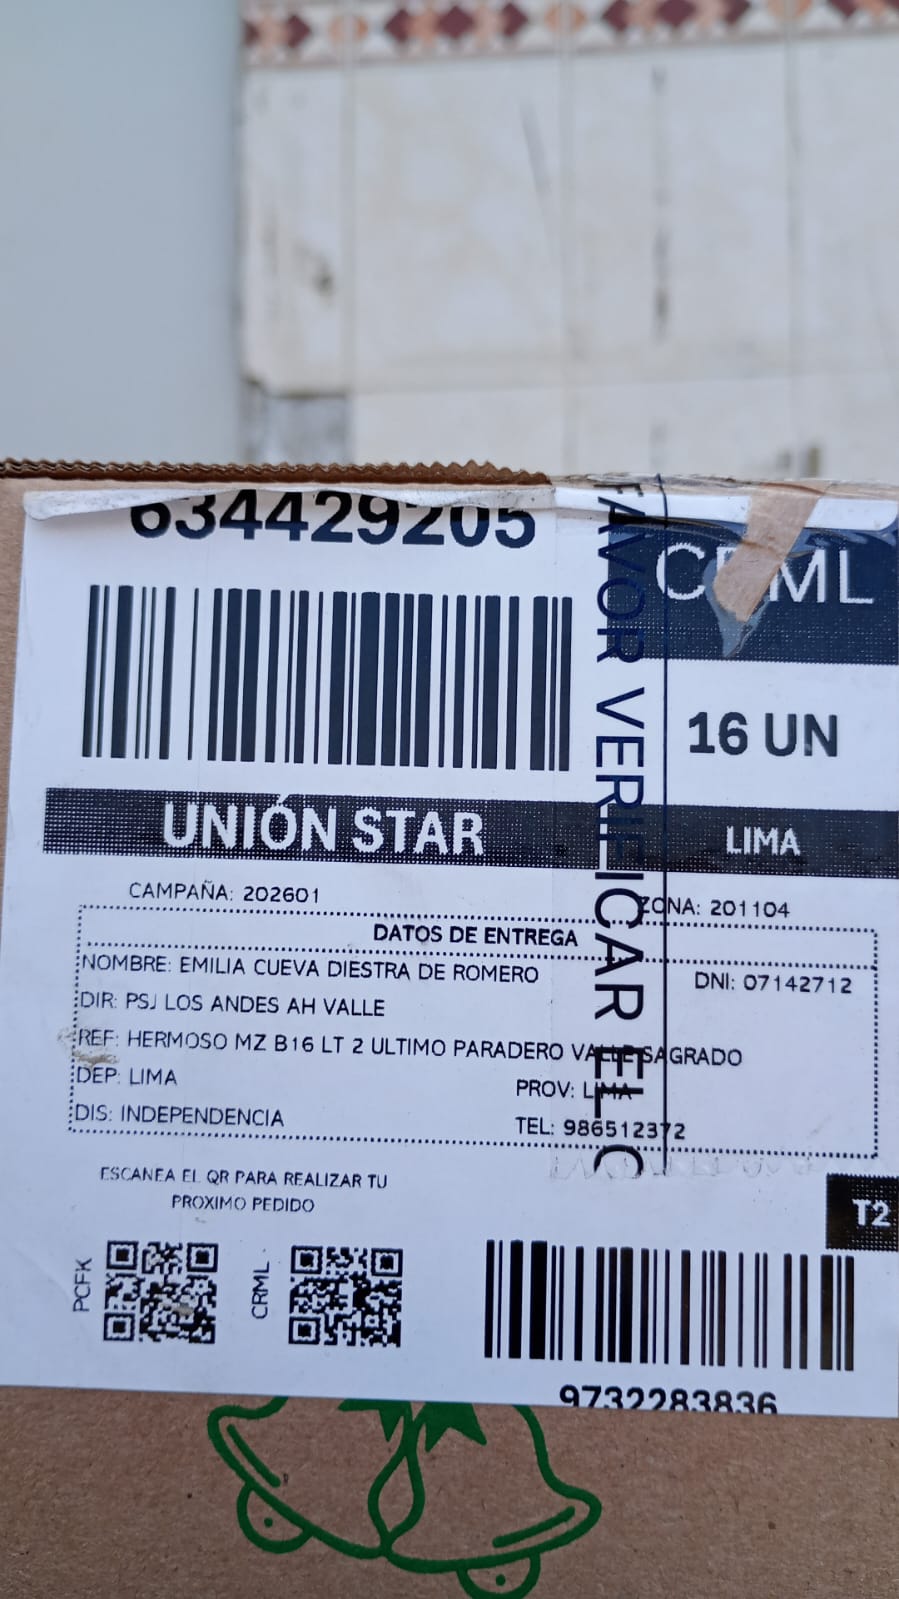 634429205
CRML
FAVOR VERIFICAR EL C
16 UN
UNIÓN STAR
LIMA
CAMPAÑA: 202601
ZONA: 201104
DATOS DE ENTREGA
NOMBRE: EMILIA CUEVA DIESTRA DE ROMERO
DNI: 07142712
DIR: PSJ LOS ANDES AH VALLE
REF: HERMOSO MZ B16 LT 2 ULTIMO PARADERO VALLE SAGRADO
DEP: LIMA
PROV: LIMA
DIS: INDEPENDENCIA
TEL: 986512372
ESCANEA EL QR PARA REALIZAR TU
PROXIMO PEDIDO
T2
PCFK
CRML
9732283836